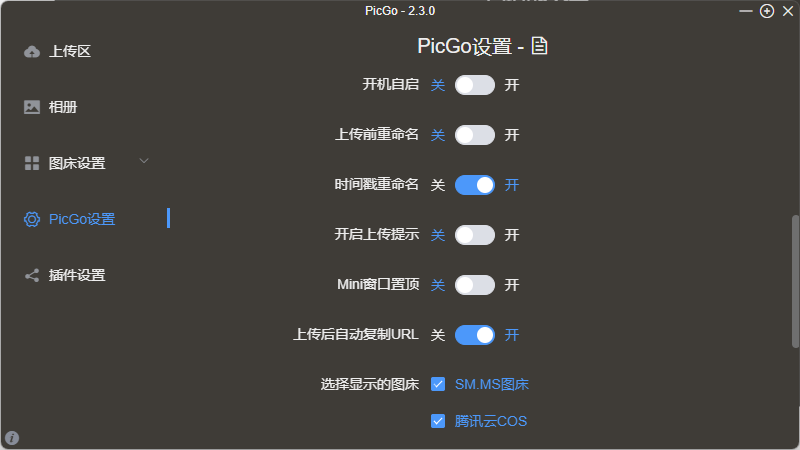 PicGo - 2.3.0
上传区
相册
图床设置
PicGo设置
插件设置
PicGo设置 -
开机自启 关 开
上传前重命名 关 开
时间戳重命名 关 开
开启上传提示 关 开
Mini窗口置顶 关 开
上传后自动复制URL 关 开
选择显示的图床 SM.MS图床
腾讯云COS